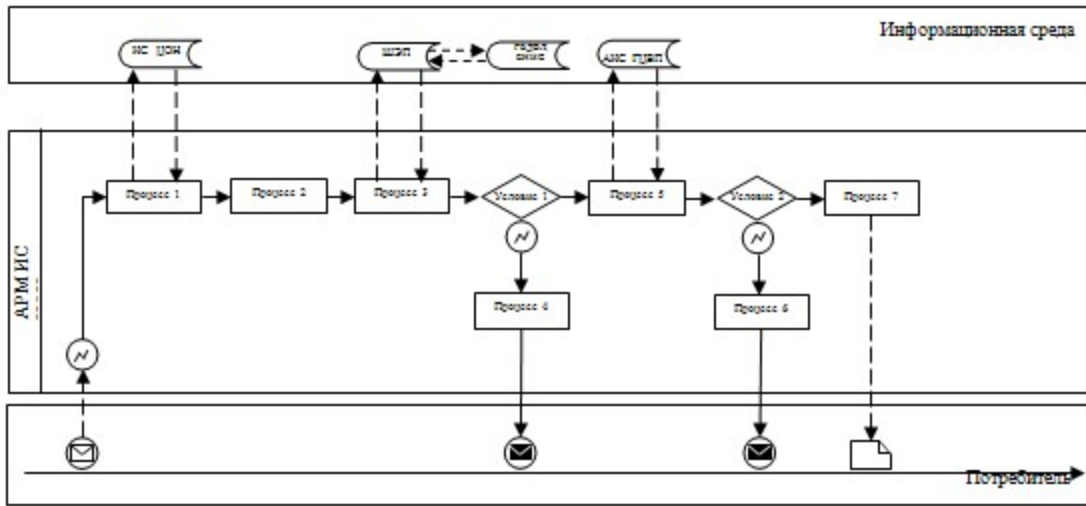 Информационная среда
ИС ЦОН
ШЭП
АИС ГЦВП
АРМ ИС
Процесс 1
Процесс 2
Процесс 3
Условие 1
Процесс 5
Условие 2
Процесс 7
Процесс 4
Процесс 6
Потребитель